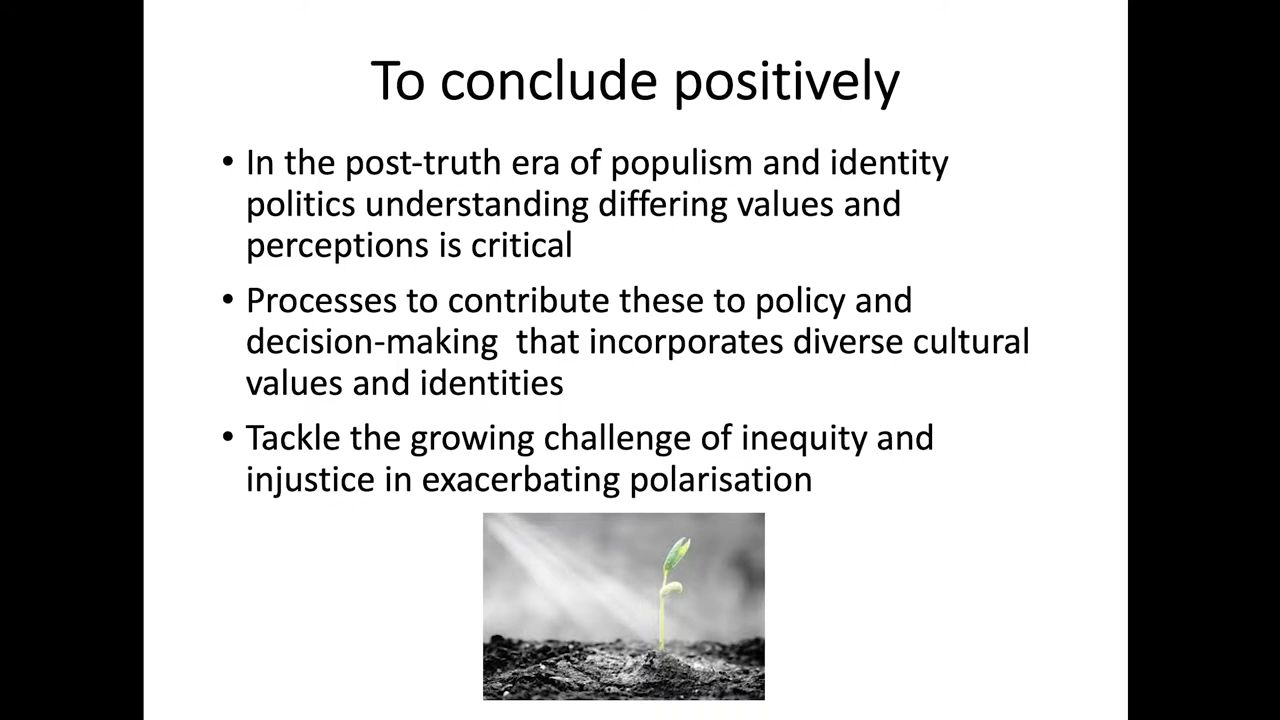 To conclude positively
• In the post-truth era of populism and identity
politics understanding differing values and
perceptions is critical
• Processes to contribute these to policy and
decision-making  that incorporates diverse cultural
values and identities
• Tackle the growing challenge of inequity and
injustice in exacerbating polarisation